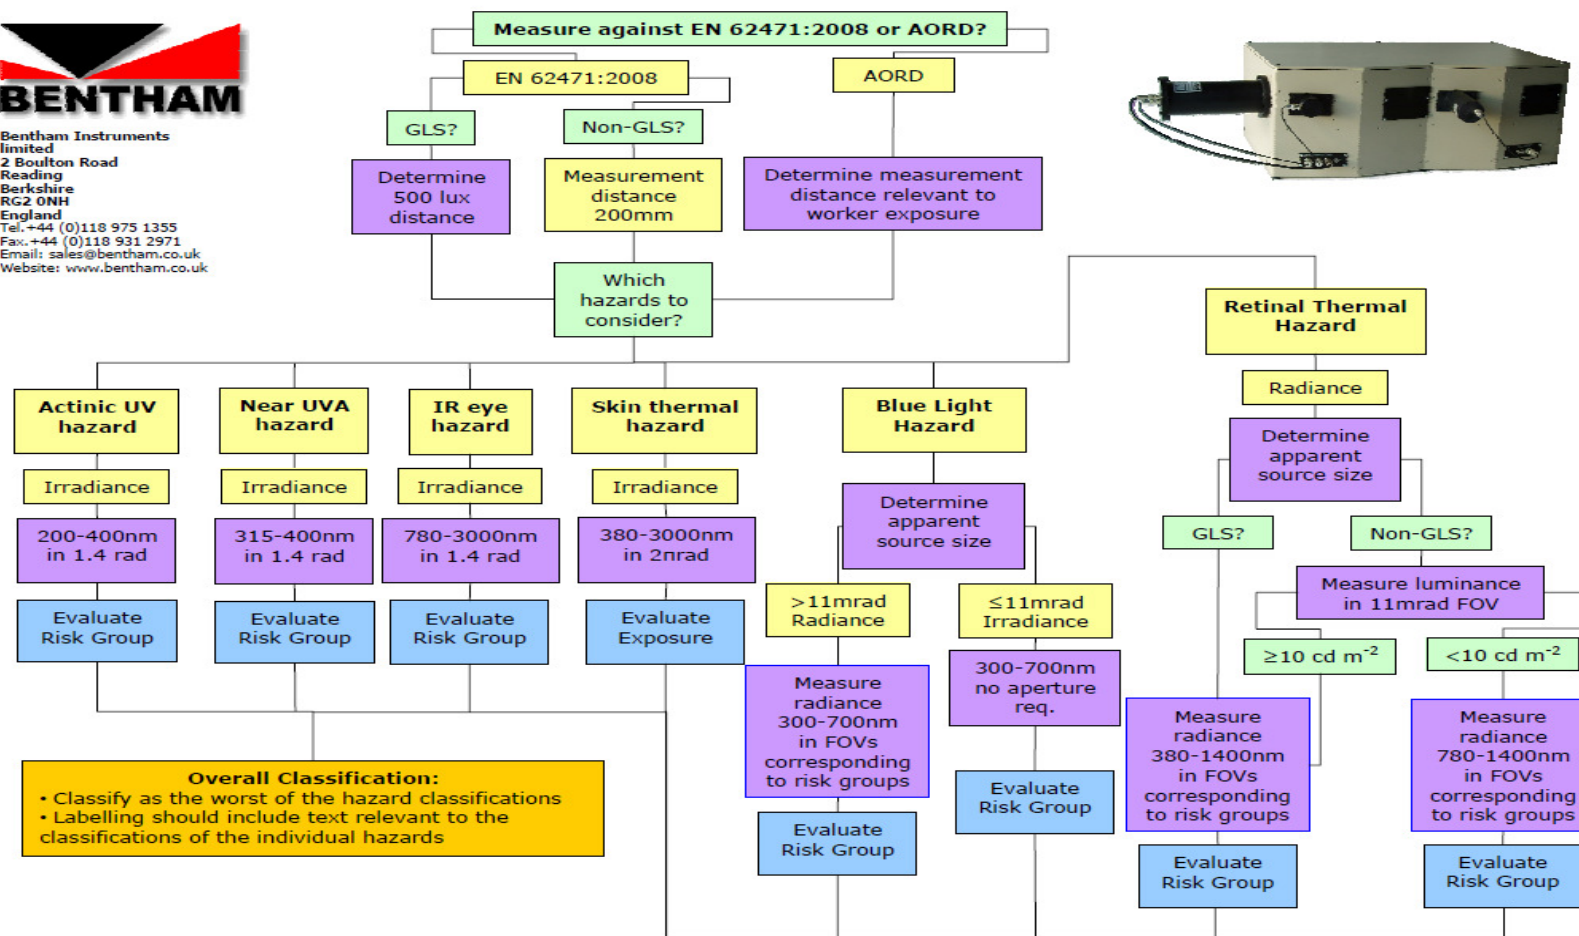 BENTHAM
Bentham Instruments
limited
2 Boulton Road
Reading
Berkshire
RG2 0NH
England
Tel.+44 (0)118 975 1355
Fax.+44 (0)118 931 2971
Email: sales@bentham.co.uk
Website: www.bentham.co.uk
Measure against EN 62471:2008 or AORD?
EN 62471:2008
AORD
GLS?
Non-GLS?
Determine
500 lux
distance
Measurement
distance
200mm
Determine measurement
distance relevant to
worker exposure
Which
hazards to
consider?
Actinic UV
hazard
Irradiance
200-400nm
in 1.4 rad
Evaluate
Risk Group
Near UVA
hazard
Irradiance
315-400nm
in 1.4 rad
Evaluate
Risk Group
IR eye
hazard
Irradiance
780-3000nm
in 1.4 rad
Evaluate
Risk Group
Skin thermal
hazard
Irradiance
380-3000nm
in 2πrad
Evaluate
Exposure
Blue Light
Hazard
Determine
apparent
source size
>11mrad
Radiance
Measure
radiance
300-700nm
in FOVs
corresponding
to risk groups
Evaluate
Risk Group
≤11mrad
Irradiance
300-700nm
no aperture
req.
Evaluate
Risk Group
Retinal Thermal
Hazard
Radiance
Determine
apparent
source size
GLS?
Non-GLS?
Measure luminance
in 11mrad FOV
≥10 cd m⁻²
<10 cd m⁻²
Measure
radiance
380-1400nm
in FOVs
corresponding
to risk groups
Evaluate
Risk Group
Measure
radiance
780-1400nm
in FOVs
corresponding
to risk groups
Evaluate
Risk Group
Overall Classification:
• Classify as the worst of the hazard classifications
• Labelling should include text relevant to the
classifications of the individual hazards